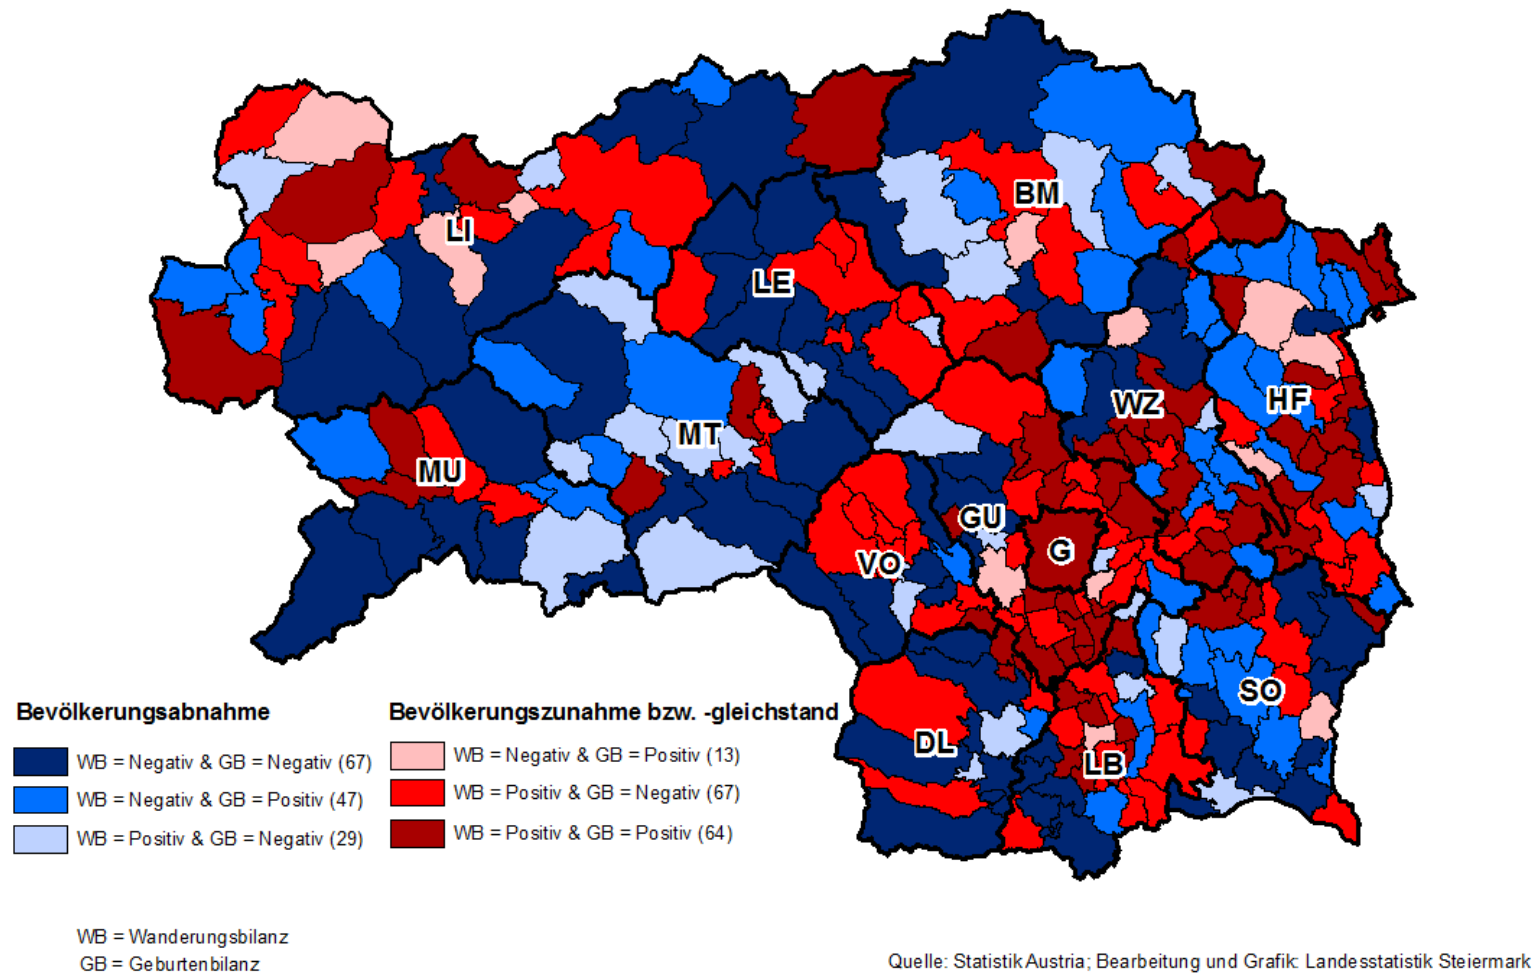 BM
LI
LE
WZ
HF
MT
MU
GU
G
VO
SO
DL
LB
Bevölkerungsabnahme
WB = Negativ & GB = Negativ (67)
WB = Negativ & GB = Positiv (47)
WB = Positiv & GB = Negativ (29)
Bevölkerungszunahme bzw. -gleichstand
WB = Negativ & GB = Positiv (13)
WB = Positiv & GB = Negativ (67)
WB = Positiv & GB = Positiv (64)
WB = Wanderungsbilanz
GB = Geburtenbilanz
Quelle: Statistik Austria; Bearbeitung und Grafik: Landesstatistik Steiermark